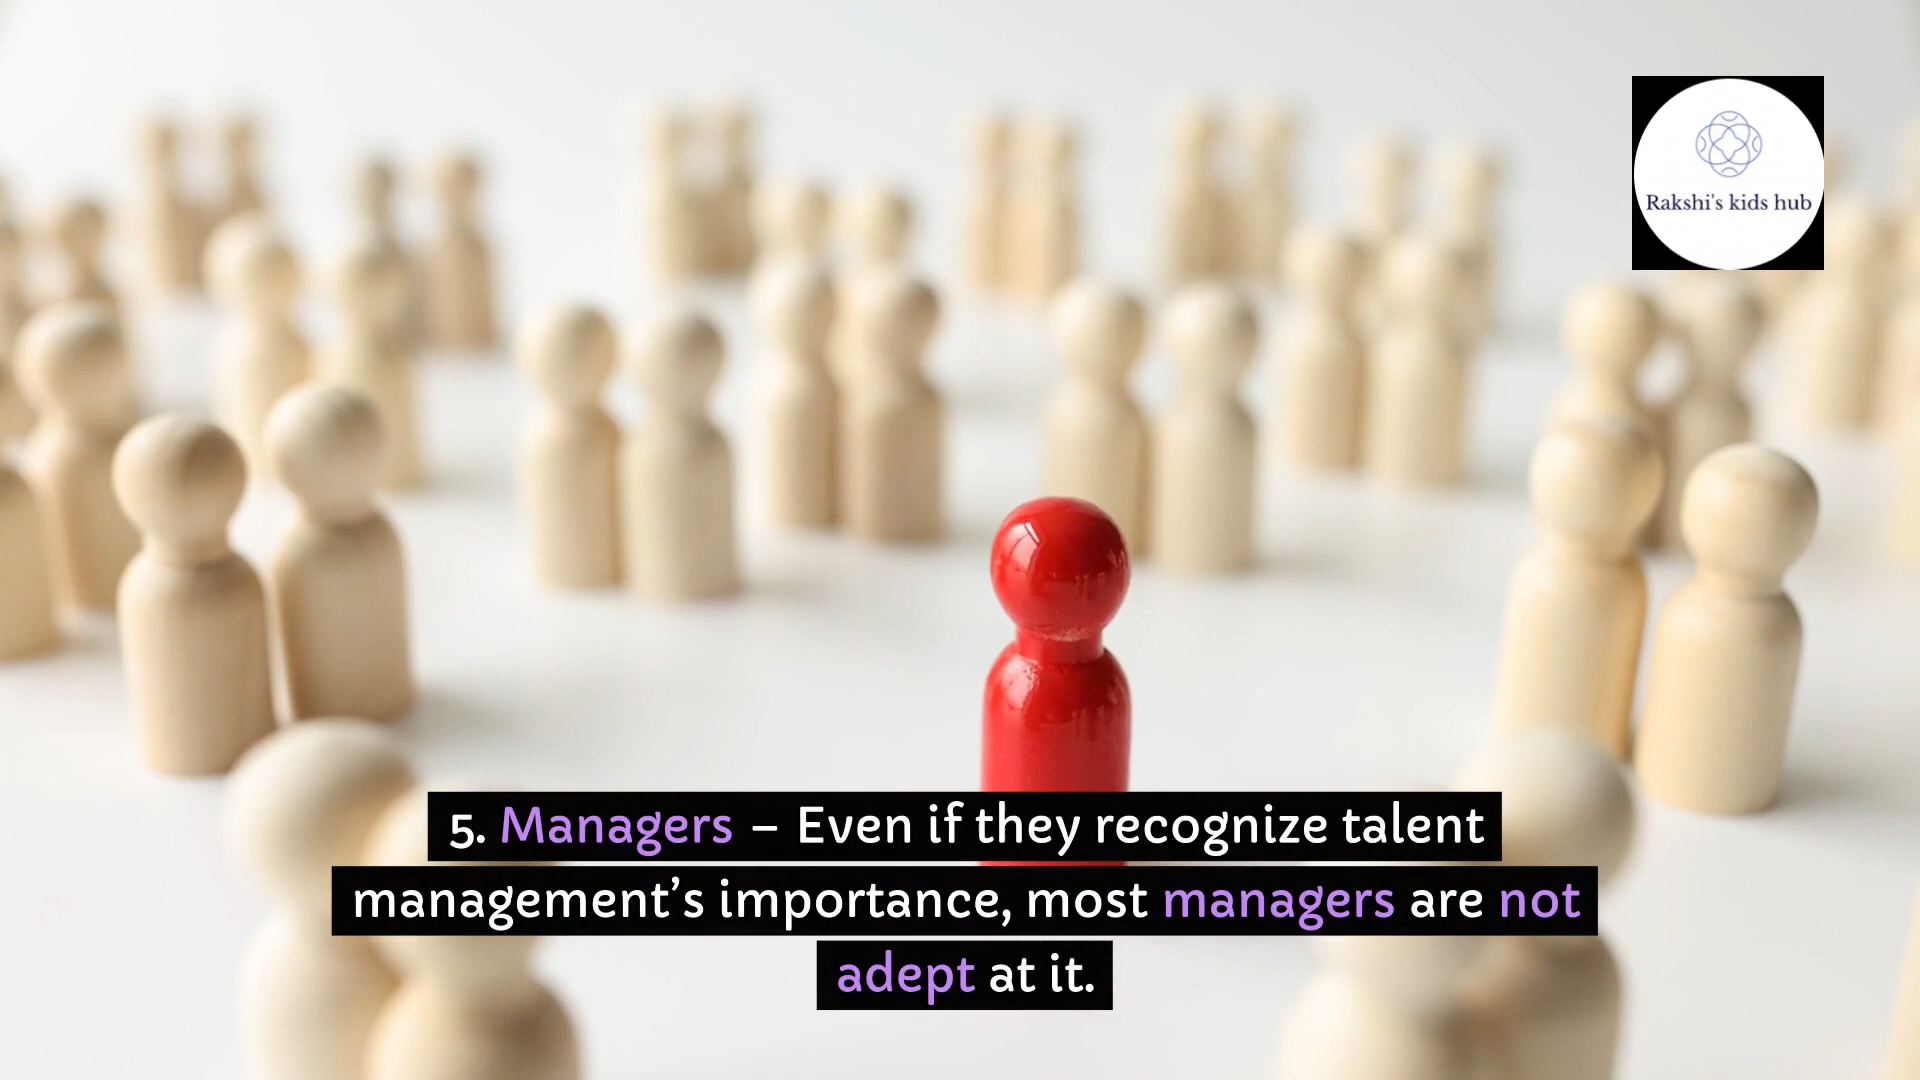 Rakshi's kids hub
5. Managers – Even if they recognize talent
management’s importance, most managers are not
adept at it.